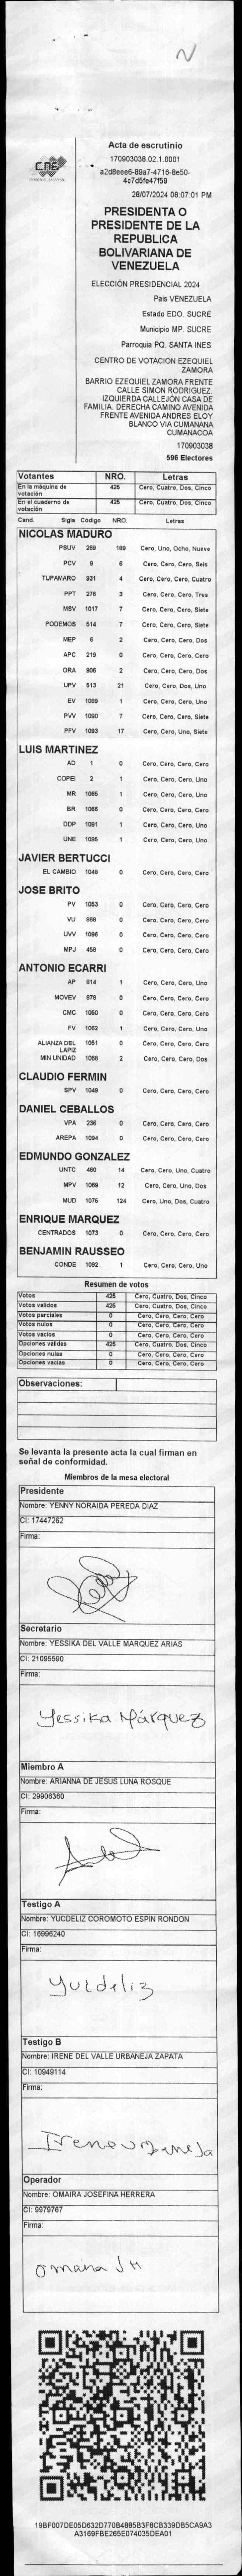 N
CNE
Acta de escrutinio
170903038.02.1.0001
a2d8eee6-89a7-4716-8e50-
4c7d5fe47f59
28/07/2024 08:07:01 PM
PRESIDENTA O
PRESIDENTE DE LA
REPUBLICA
BOLIVARIANA DE
VENEZUELA
ELECCIÓN PRESIDENCIAL 2024
Pais VENEZUELA
Estado EDO. SUCRE
Municipio MP. SUCRE
Parroquia PQ. SANTA INES
CENTRO DE VOTACION EZEQUIEL
ZAMORA
BARRIO EZEQUIEL ZAMORA FRENTE
CALLE SIMON RODRIGUEZ.
IZQUIERDA CALLEJÓN CASA DE
FAMILIA. DERECHA CAMINO AVENIDA
FRENTE AVENIDA ANDRES ELOY
BLANCO VIA CUMANANA
CUMANACOA
170903038
596 Electores
Votantes NRO. Letras
En la máquina de votación 425 Cero, Cuatro, Dos, Cinco
En el cuaderno de votación 425 Cero, Cuatro, Dos, Cinco
Cand. Sigla Código NRO. Letras
NICOLAS MADURO
PSUV 269 189 Cero, Uno, Ocho, Nueve
PCV 9 6 Cero, Cero, Cero, Seis
TUPAMARO 931 4 Cero, Cero, Cero, Cuatro
PPT 276 3 Cero, Cero, Cero, Tres
MSV 1017 7 Cero, Cero, Cero, Siete
PODEMOS 514 7 Cero, Cero, Cero, Siete
MEP 6 2 Cero, Cero, Cero, Dos
APC 219 0 Cero, Cero, Cero, Cero
ORA 906 2 Cero, Cero, Cero, Dos
UPV 513 21 Cero, Cero, Dos, Uno
EV 1089 1 Cero, Cero, Cero, Uno
PVV 1090 7 Cero, Cero, Cero, Siete
PFV 1093 17 Cero, Cero, Uno, Siete
LUIS MARTINEZ
AD 1 0 Cero, Cero, Cero, Cero
COPEI 2 1 Cero, Cero, Cero, Uno
MR 1065 1 Cero, Cero, Cero, Uno
BR 1066 0 Cero, Cero, Cero, Cero
DDP 1091 1 Cero, Cero, Cero, Uno
UNE 1095 1 Cero, Cero, Cero, Uno
JAVIER BERTUCCI
EL CAMBIO 1048 0 Cero, Cero, Cero, Cero
JOSE BRITO
PV 1053 0 Cero, Cero, Cero, Cero
VU 868 0 Cero, Cero, Cero, Cero
UVV 1096 0 Cero, Cero, Cero, Cero
MPJ 458 0 Cero, Cero, Cero, Cero
ANTONIO ECARRI
AP 814 1 Cero, Cero, Cero, Uno
MOVEV 878 0 Cero, Cero, Cero, Cero
CMC 1050 0 Cero, Cero, Cero, Cero
FV 1062 1 Cero, Cero, Cero, Uno
ALIANZA DEL LAPIZ 1051 0 Cero, Cero, Cero, Cero
MIN UNIDAD 1068 2 Cero, Cero, Cero, Dos
CLAUDIO FERMIN
SPV 1049 0 Cero, Cero, Cero, Cero
DANIEL CEBALLOS
VPA 236 0 Cero, Cero, Cero, Cero
AREPA 1094 0 Cero, Cero, Cero, Cero
EDMUNDO GONZALEZ
UNTC 460 14 Cero, Cero, Uno, Cuatro
MPV 1069 12 Cero, Cero, Uno, Dos
MUD 1075 124 Cero, Uno, Dos, Cuatro
ENRIQUE MARQUEZ
CENTRADOS 1073 0 Cero, Cero, Cero, Cero
BENJAMIN RAUSSEO
CONDE 1092 1 Cero, Cero, Cero, Uno
Resumen de votos
Votos 425 Cero, Cuatro, Dos, Cinco
Votos validos 425 Cero, Cuatro, Dos, Cinco
Votos parciales 0 Cero, Cero, Cero, Cero
Votos nulos 0 Cero, Cero, Cero, Cero
Votos vacios 0 Cero, Cero, Cero, Cero
Opciones validas 425 Cero, Cuatro, Dos, Cinco
Opciones nulas 0 Cero, Cero, Cero, Cero
Opciones vacias 0 Cero, Cero, Cero, Cero
Observaciones:
Se levanta la presente acta la cual firman en
señal de conformidad.
Miembros de la mesa electoral
Presidente
Nombre: YENNY NORAIDA PEREDA DIAZ
CI: 17447262
Firma:
Secretario
Nombre: YESSIKA DEL VALLE MARQUEZ ARIAS
CI: 21095590
Firma:
Yessika Márquez
Miembro A
Nombre: ARIANNA DE JESUS LUNA ROSQUE
CI: 29906360
Firma:
Testigo A
Nombre: YUCDELIZ COROMOTO ESPIN RONDON
CI: 16996240
Firma:
Yucdeliz
Testigo B
Nombre: IRENE DEL VALLE URBANEJA ZAPATA
CI: 10949114
Firma:
Irene Urbaneja
Operador
Nombre: OMAIRA JOSEFINA HERRERA
CI: 9979767
Firma:
Omaira J H
19BF007DE05D632D770B4885B3F8CB339DB5CA9A3
A3169FBE265E074035DEA01